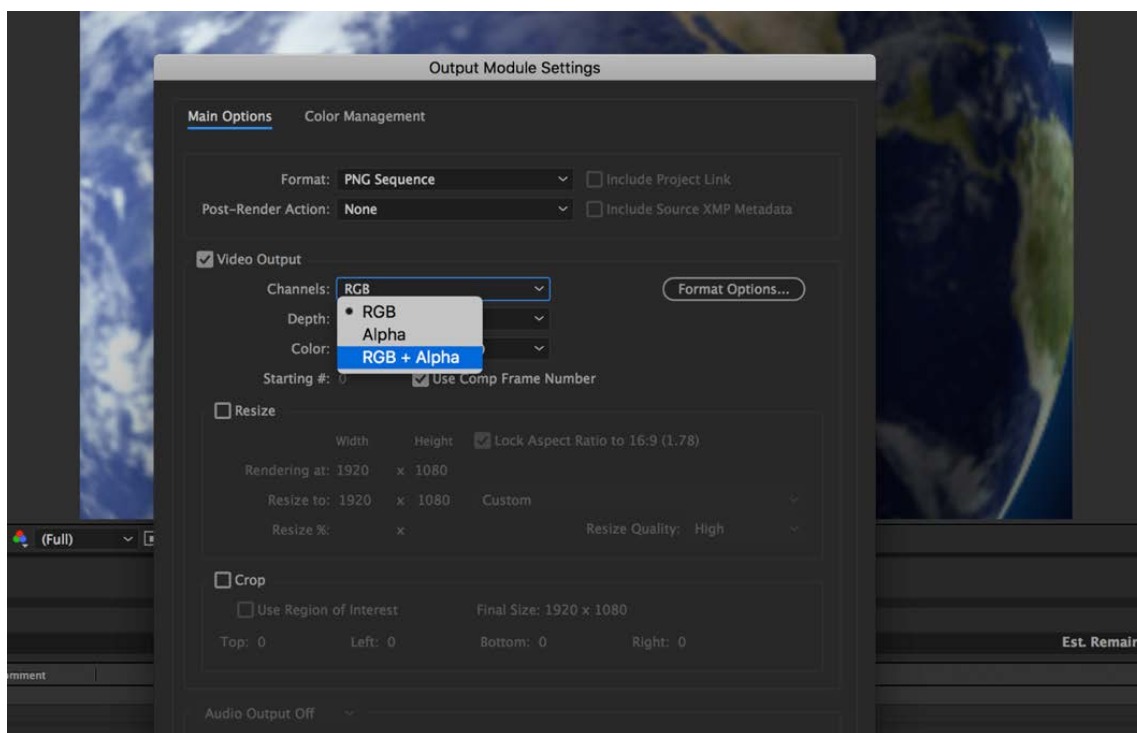 Output Module Settings
Main Options Color Management
Format: PNG Sequence Include Project Link
Post-Render Action: None Include Source XMP Metadata
Video Output
Channels: RGB Format Options...
• RGB
Depth:
Alpha
Color:
RGB + Alpha
Starting #: 0 Use Comp Frame Number
Resize
Width Height Lock Aspect Ratio to 16:9 (1.78)
Rendering at: 1920 x 1080
Resize to: 1920 x 1080 Custom
(Full) Resize %: x Resize Quality: High
Crop
Use Region of Interest Final Size: 1920 x 1080
Top: 0 Left: 0 Bottom: 0 Right: 0
Est.
Audio Output Off